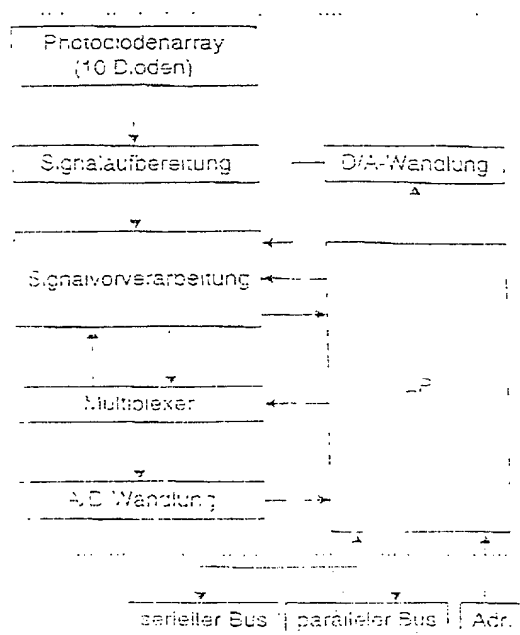 Photodiodenarray
(10 Dioden)
Signalaufbereitung
D/A-Wandlung
Signalvorverarbeitung
µP
Multiplexer
A/D-Wandlung
serieller Bus
paralleler Bus
Adr.